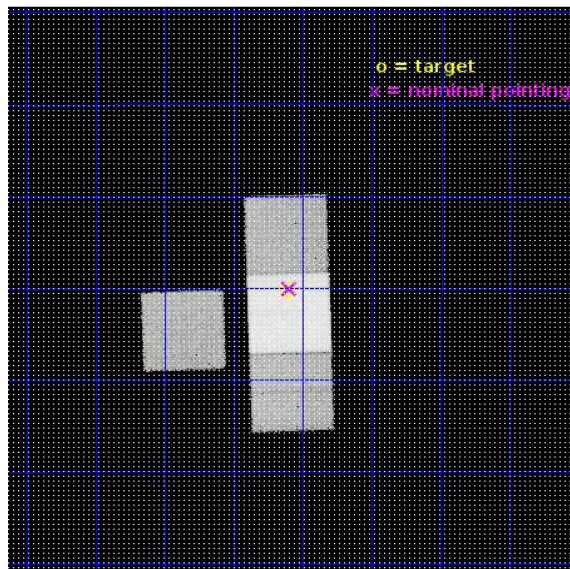 o = target
x = nominal pointing